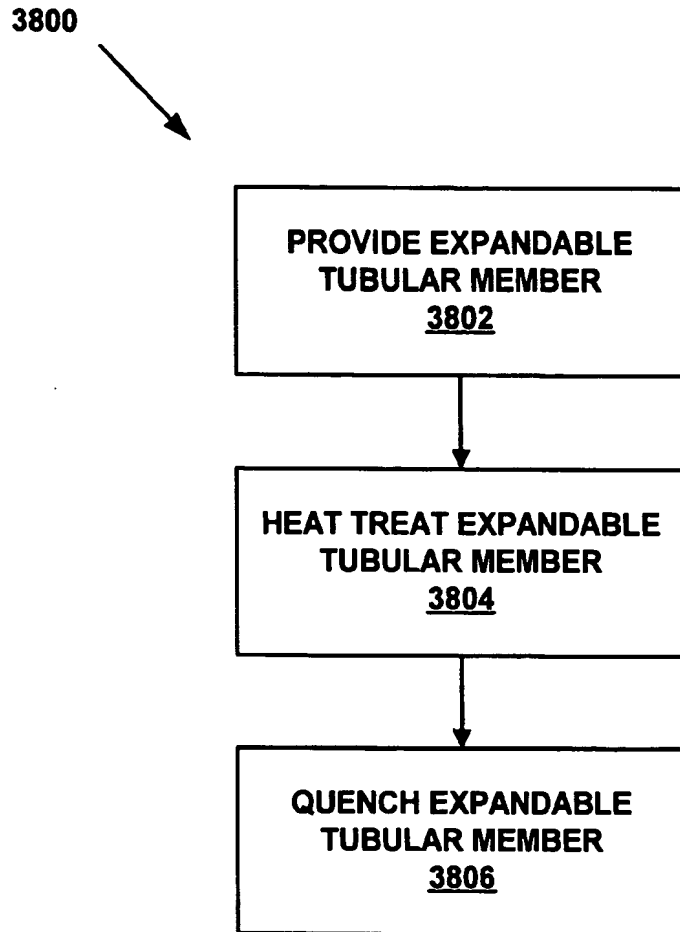 3800
PROVIDE EXPANDABLE
TUBULAR MEMBER
3802
HEAT TREAT EXPANDABLE
TUBULAR MEMBER
3804
QUENCH EXPANDABLE
TUBULAR MEMBER
3806